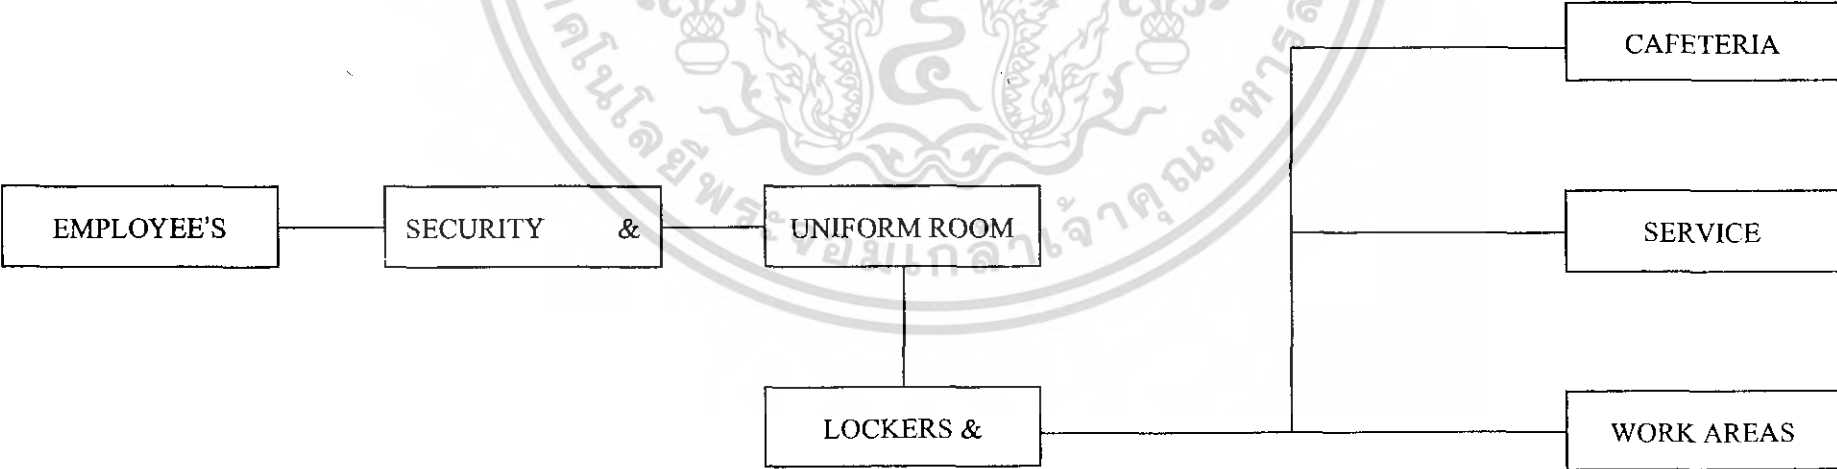 CAFETERIA
EMPLOYEE'S
SECURITY &
UNIFORM ROOM
SERVICE
LOCKERS &
WORK AREAS